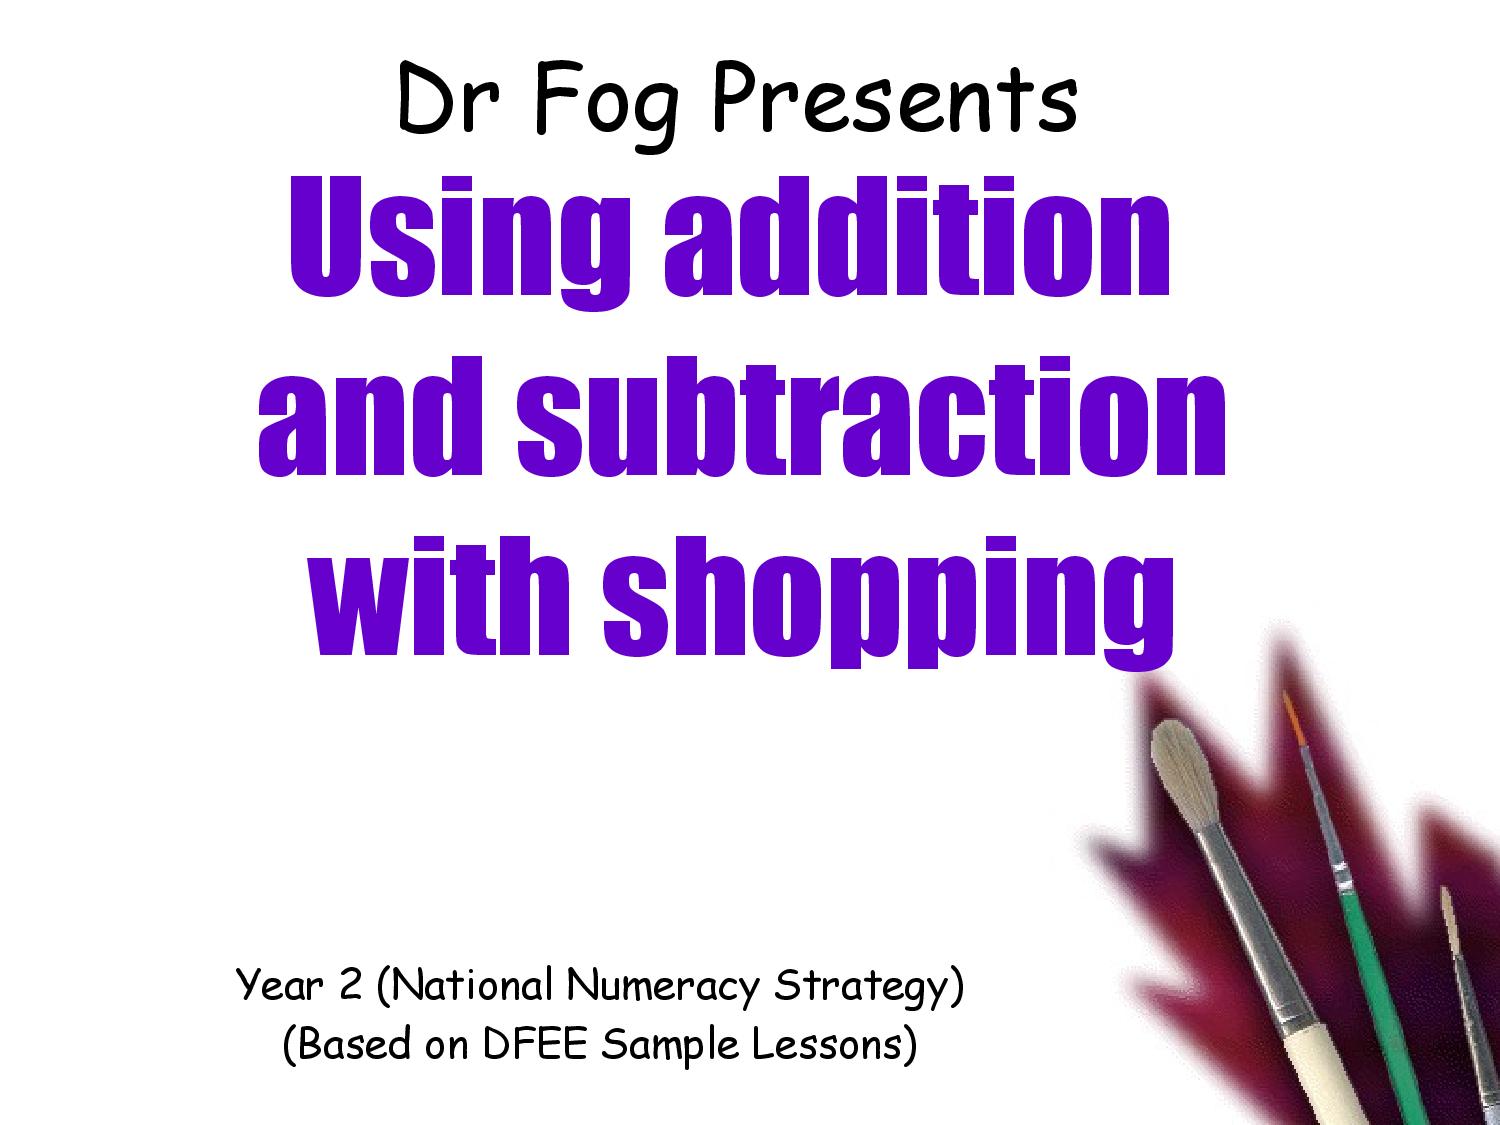 Dr Fog Presents
Using addition
and subtraction
with shopping
Year 2 (National Numeracy Strategy)
(Based on DFEE Sample Lessons)